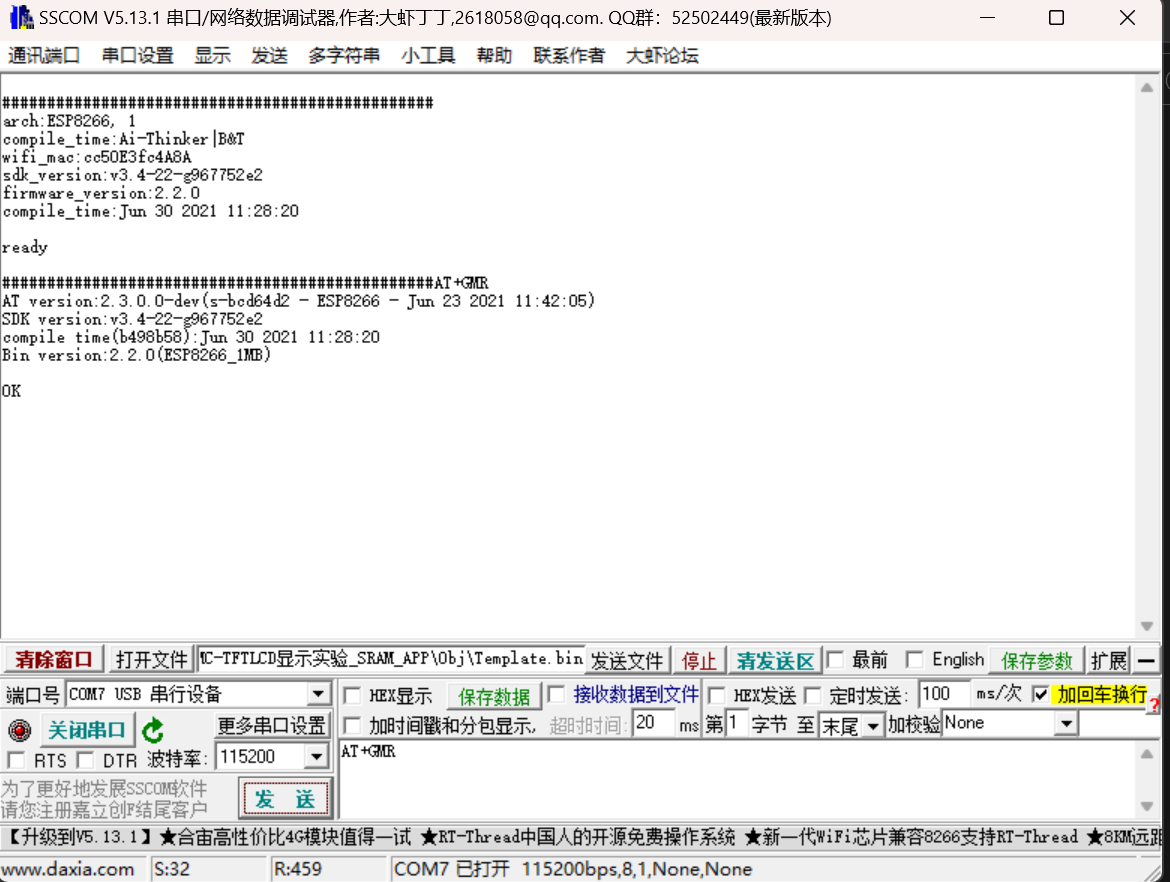 SSCOM V5.13.1 串口/网络数据调试器,作者:大虾丁丁,2618058@qq.com. QQ群：52502449(最新版本)
通讯端口 串口设置 显示 发送 多字符串 小工具 帮助 联系作者 大虾论坛
################################################
arch:ESP8266, 1
compile_time:Ai-Thinker|B&T
wifi_mac:cc50E3fc4A8A
sdk_version:v3.4-22-g967752e2
firmware_version:2.2.0
compile_time:Jun 30 2021 11:28:20
ready
################################################AT+GMR
AT version:2.3.0.0-dev(s-bcd64d2 - ESP8266 - Jun 23 2021 11:42:05)
SDK version:v3.4-22-g967752e2
compile time(b498b58):Jun 30 2021 11:28:20
Bin version:2.2.0(ESP8266_1MB)
OK
清除窗口 打开文件 C-TFTLCD显示实验_SRAM_APP\Obj\Template.bin 发送文件 停止 清发送区 最前 English 保存参数 扩展 —
端口号 COM7 USB 串行设备 HEX显示 保存数据 接收数据到文件 HEX发送 定时发送: 100 ms/次 加回车换行 ?
关闭串口 更多串口设置 加时间戳和分包显示, 超时时间: 20 ms 第1 字节 至 末尾 加校验 None
RTS DTR 波特率: 115200 AT+GMR
为了更好地发展SSCOM软件
请您注册嘉立创F结尾客户
发 送
【升级到V5.13.1】★合宙高性价比4G模块值得一试 ★RT-Thread中国人的开源免费操作系统 ★新一代WiFi芯片兼容8266支持RT-Thread ★8KM远距
www.daxia.com S:32 R:459 COM7 已打开 115200bps,8,1,None,None